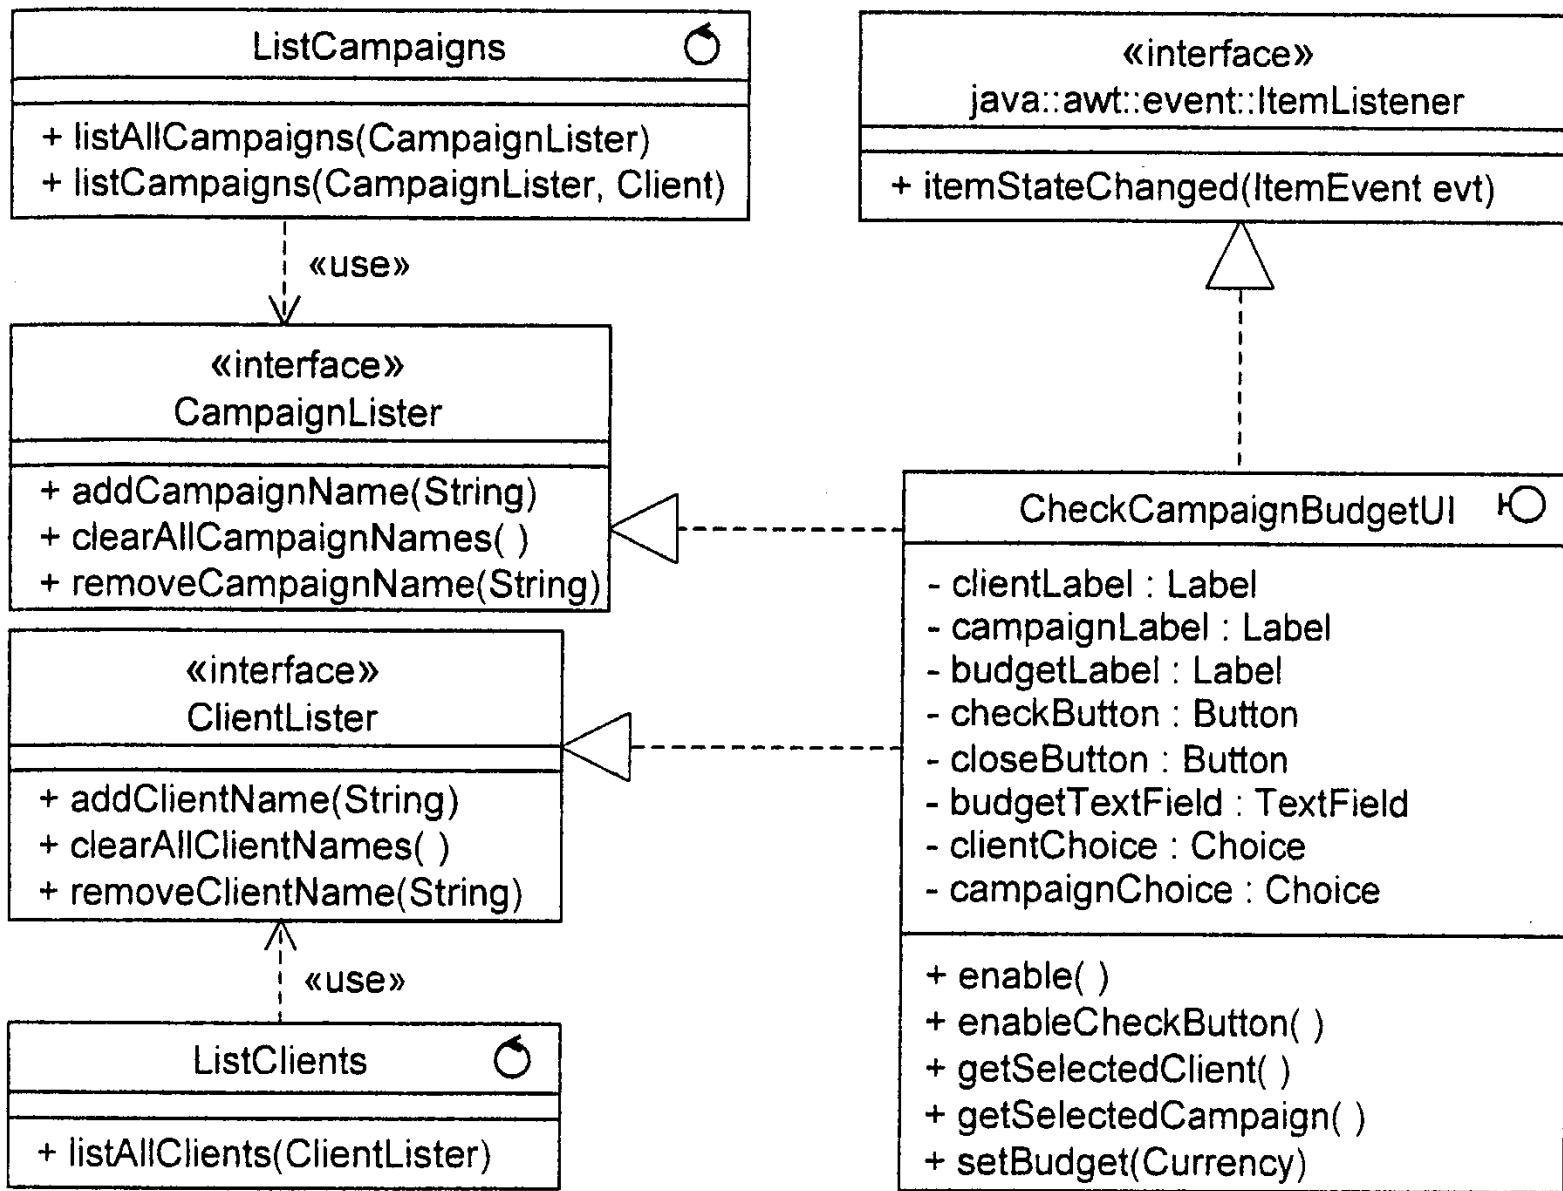 ListCampaigns
+ listAllCampaigns(CampaignLister)
+ listCampaigns(CampaignLister, Client)
«use»
«interface»
CampaignLister
+ addCampaignName(String)
+ clearAllCampaignNames( )
+ removeCampaignName(String)
«interface»
ClientLister
+ addClientName(String)
+ clearAllClientNames( )
+ removeClientName(String)
«use»
ListClients
+ listAllClients(ClientLister)
«interface»
java::awt::event::ItemListener
+ itemStateChanged(ItemEvent evt)
CheckCampaignBudgetUI
- clientLabel : Label
- campaignLabel : Label
- budgetLabel : Label
- checkButton : Button
- closeButton : Button
- budgetTextField : TextField
- clientChoice : Choice
- campaignChoice : Choice
+ enable( )
+ enableCheckButton( )
+ getSelectedClient( )
+ getSelectedCampaign( )
+ setBudget(Currency)